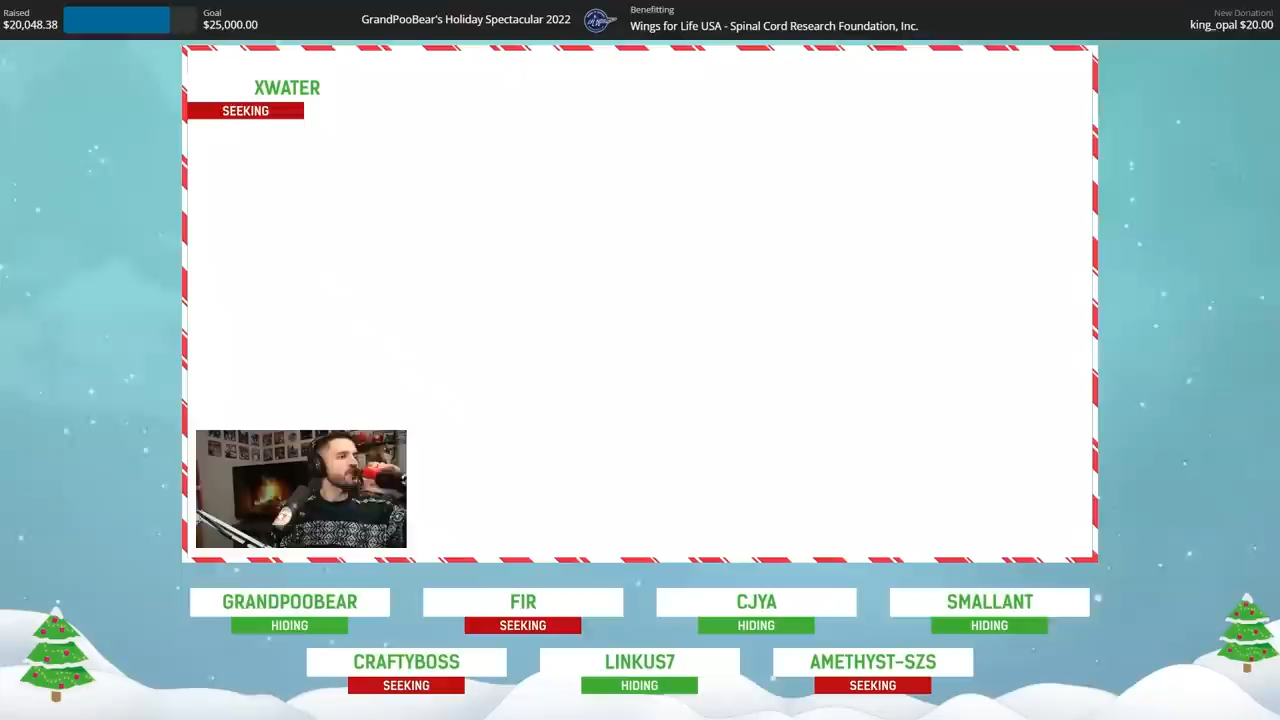 Raised
$20,048.38
Goal
$25,000.00
GrandPooBear's Holiday Spectacular 2022
Benefitting
Wings for Life USA - Spinal Cord Research Foundation, Inc.
New Donation!
king_opal $20.00
XWATER
SEEKING
GRANDPOOBEAR
HIDING
FIR
SEEKING
CJYA
HIDING
SMALLANT
HIDING
CRAFTYBOSS
SEEKING
LINKUS7
HIDING
AMETHYST-SZS
SEEKING